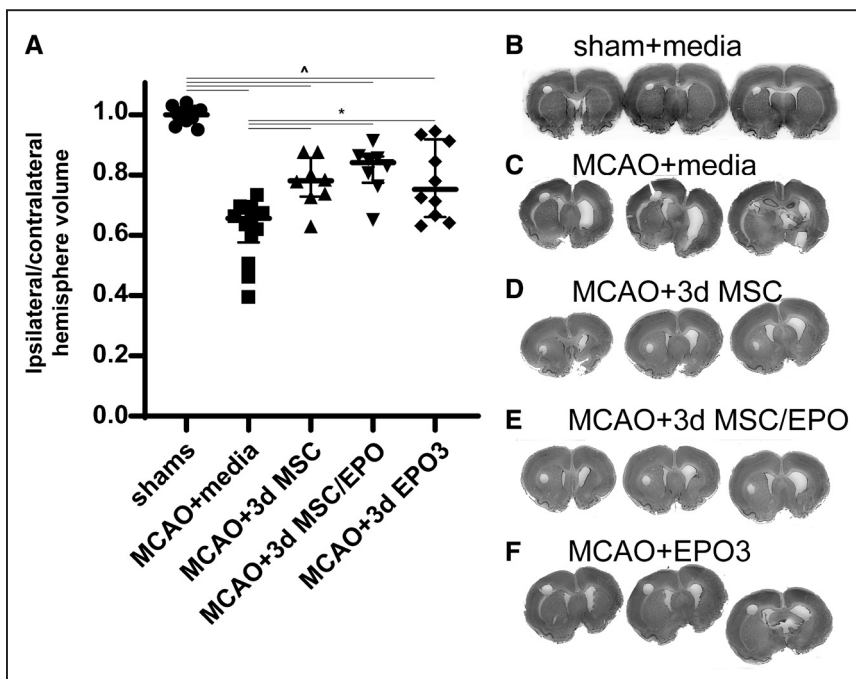 A
Ipsilateral/contralateral
hemisphere volume
^
*
1.0
0.8
0.6
0.4
0.2
0.0
shams
MCAO+media
MCAO+3d MSC
MCAO+3d MSC/EPO
MCAO+3d EPO3
B
sham+media
C
MCAO+media
D
MCAO+3d MSC
E
MCAO+3d MSC/EPO
F
MCAO+EPO3